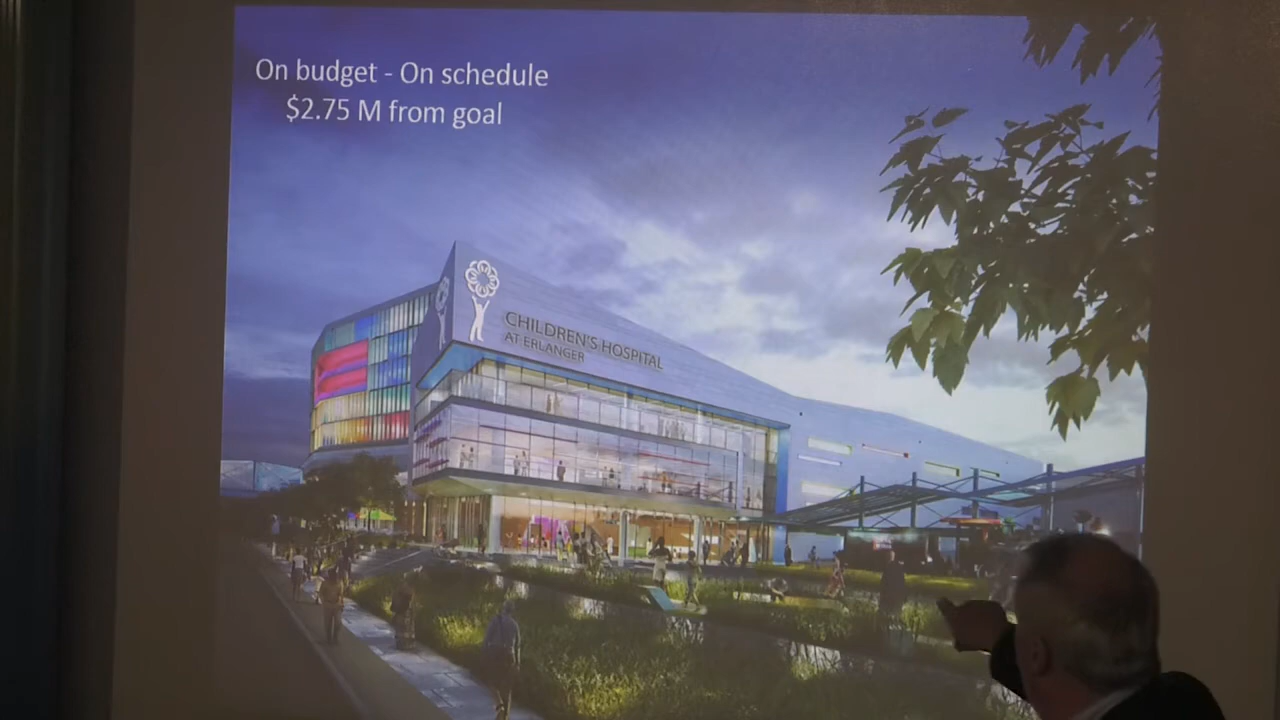 On budget - On schedule
$2.75 M from goal
CHILDREN'S HOSPITAL
AT ERLANGER